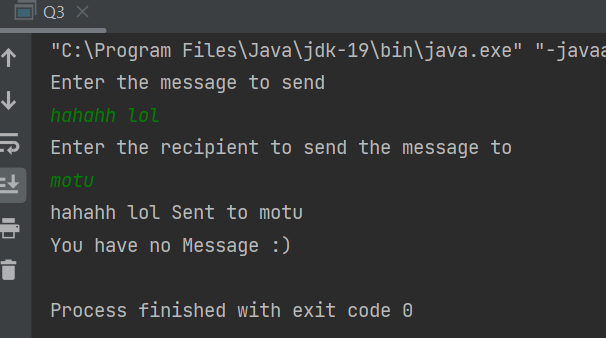 Q3
"C:\Program Files\Java\jdk-19\bin\java.exe" "-javaa
Enter the message to send
hahahh lol
Enter the recipient to send the message to
motu
hahahh lol Sent to motu
You have no Message :)
Process finished with exit code 0